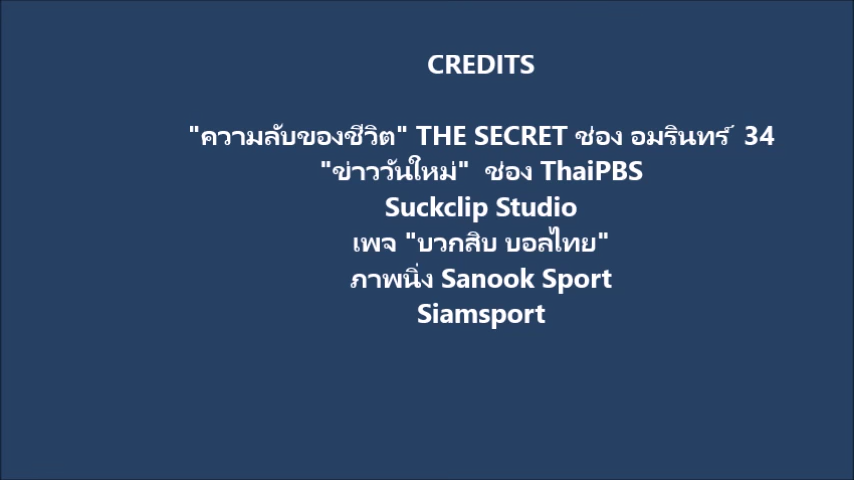 CREDITS
"ความลับของชีวิต" THE SECRET ช่อง อมรินทร์ 34
"ข่าววันใหม่" ช่อง ThaiPBS
Suckclip Studio
เพจ "บวกสิบ บอลไทย"
ภาพนิ่ง Sanook Sport
Siamsport